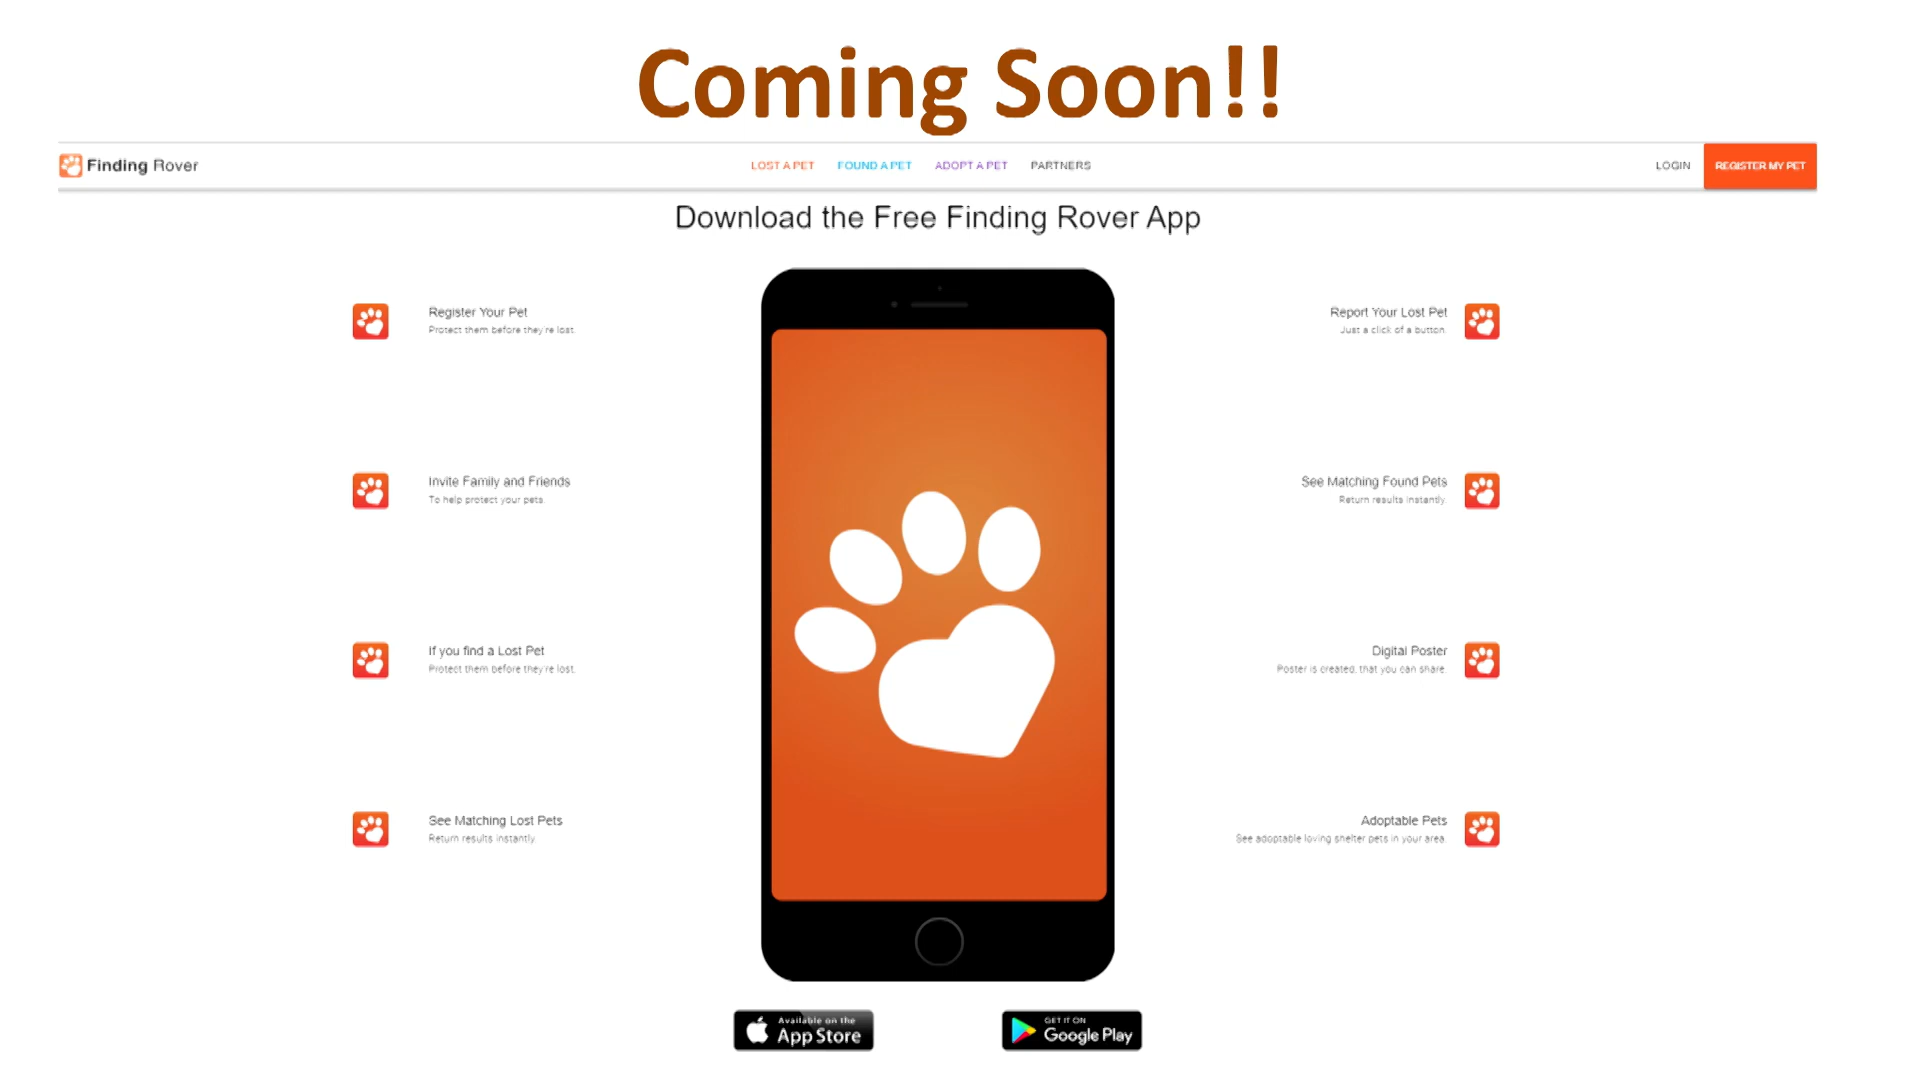 Coming Soon!!
Finding Rover
LOST A PET FOUND A PET ADOPT A PET PARTNERS
LOGIN REGISTER MY PET
Download the Free Finding Rover App
Register Your Pet
Protect them before they're lost.
Invite Family and Friends
To help protect your pets.
If you find a Lost Pet
Protect them before they're lost.
See Matching Lost Pets
Return results instantly.
Report Your Lost Pet
Just a click of a button.
See Matching Found Pets
Return results instantly.
Digital Poster
Poster is created, that you can share.
Adoptable Pets
See adoptable loving shelter pets in your area.
Available on the
App Store
GET IT ON
Google Play